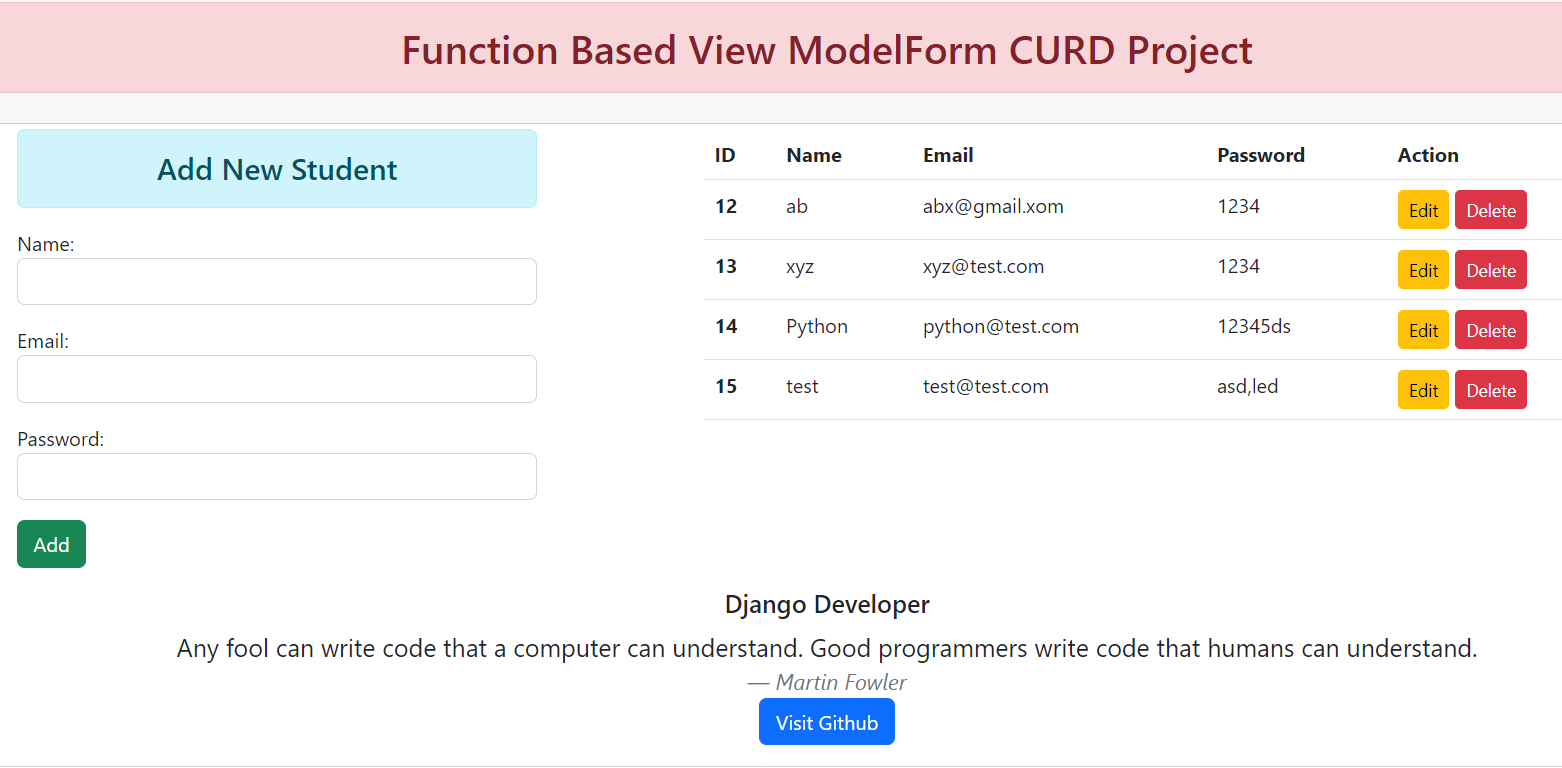 Function Based View ModelForm CURD Project
Add New Student
Name:
Email:
Password:
Add
ID Name Email Password Action
12 ab abx@gmail.xom 1234 Edit Delete
13 xyz xyz@test.com 1234 Edit Delete
14 Python python@test.com 12345ds Edit Delete
15 test test@test.com asd,led Edit Delete
Django Developer
Any fool can write code that a computer can understand. Good programmers write code that humans can understand.
— Martin Fowler
Visit Github